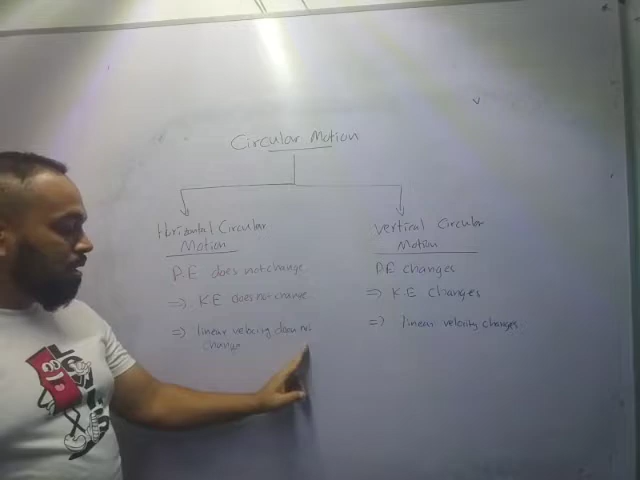 Circular Motion
Horizontal Circular
Motion
P.E does not change
⇒ K.E does not change
⇒ linear velocity does not
change
Vertical Circular
Motion
P.E changes
⇒ K.E changes
⇒ linear velocity changes